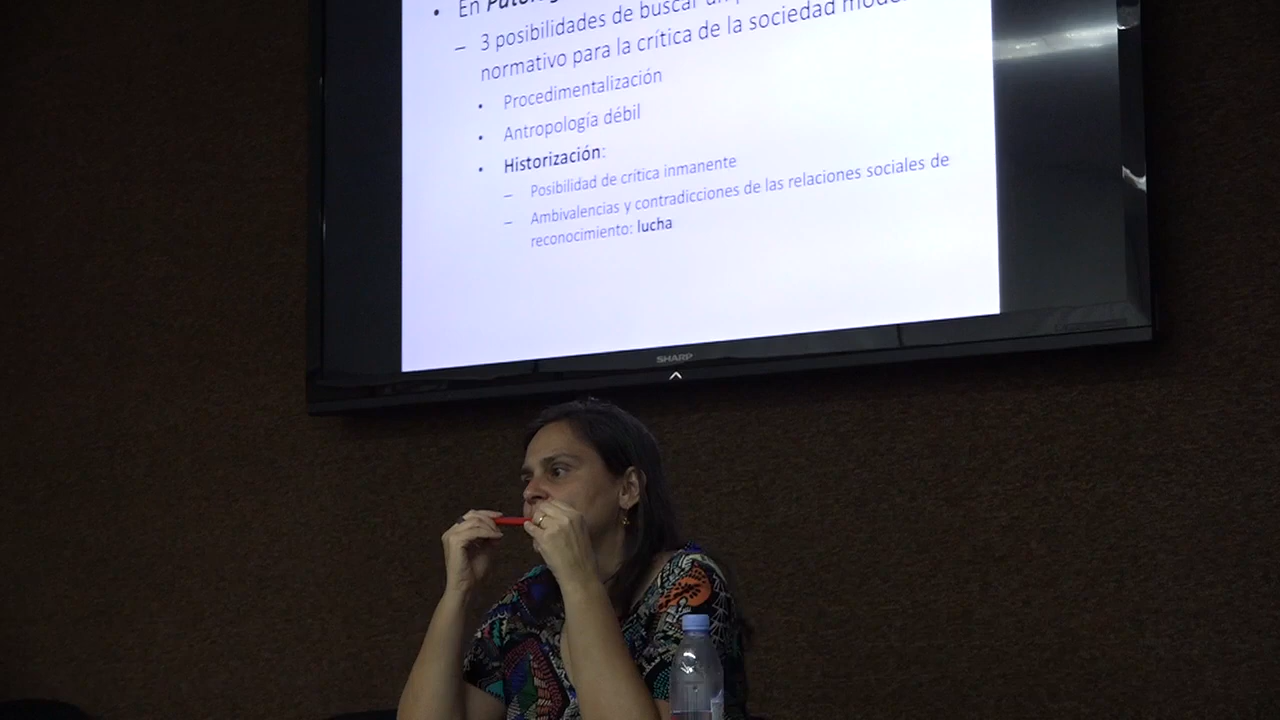 • En
– 3 posibilidades de buscar un
normativo para la crítica de la sociedad
• Procedimentalización
• Antropología débil
• Historización:
– Posibilidad de crítica inmanente
– Ambivalencias y contradicciones de las relaciones sociales de
reconocimiento: lucha
SHARP